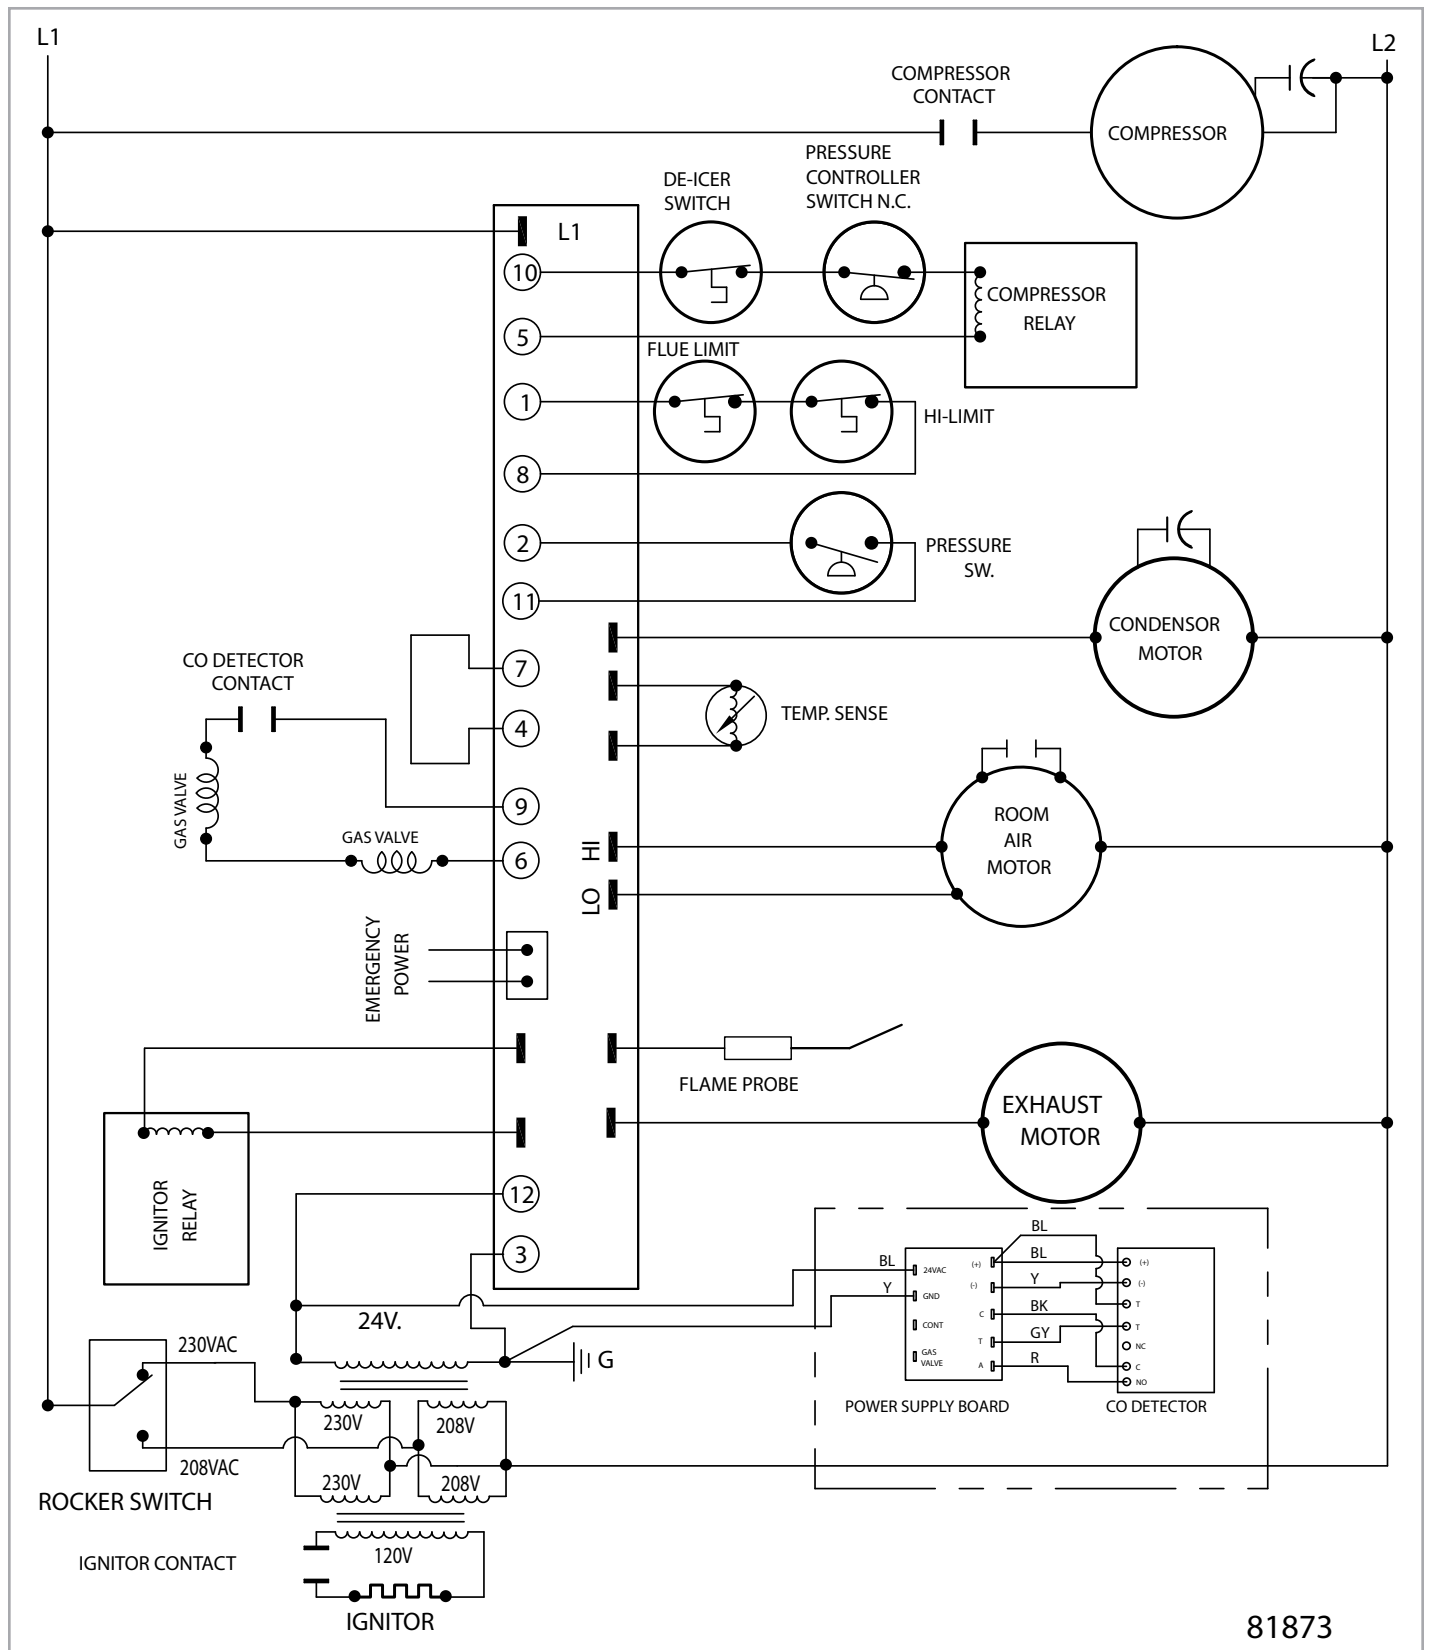 L1
L2
COMPRESSOR
CONTACT
COMPRESSOR
PRESSURE
CONTROLLER
SWITCH N.C.
DE-ICER
SWITCH
L1
10
COMPRESSOR
RELAY
5
FLUE LIMIT
1
HI-LIMIT
8
2
PRESSURE
SW.
11
CONDENSOR
MOTOR
CO DETECTOR
CONTACT
7
TEMP. SENSE
4
GAS VALVE
9
GAS VALVE
6
HI
LO
ROOM
AIR
MOTOR
EMERGENCY
POWER
FLAME PROBE
EXHAUST
MOTOR
IGNITOR
RELAY
12
3
BL
BL
BL
Y
Y
BK
GY
R
24VAC
GND
CONT
GAS
VALVE
(+)
(-)
C
T
A
(+)
(-)
T
T
NC
C
NO
POWER SUPPLY BOARD
CO DETECTOR
24V.
G
230VAC
208VAC
ROCKER SWITCH
230V
208V
230V
208V
IGNITOR CONTACT
120V
IGNITOR
81873